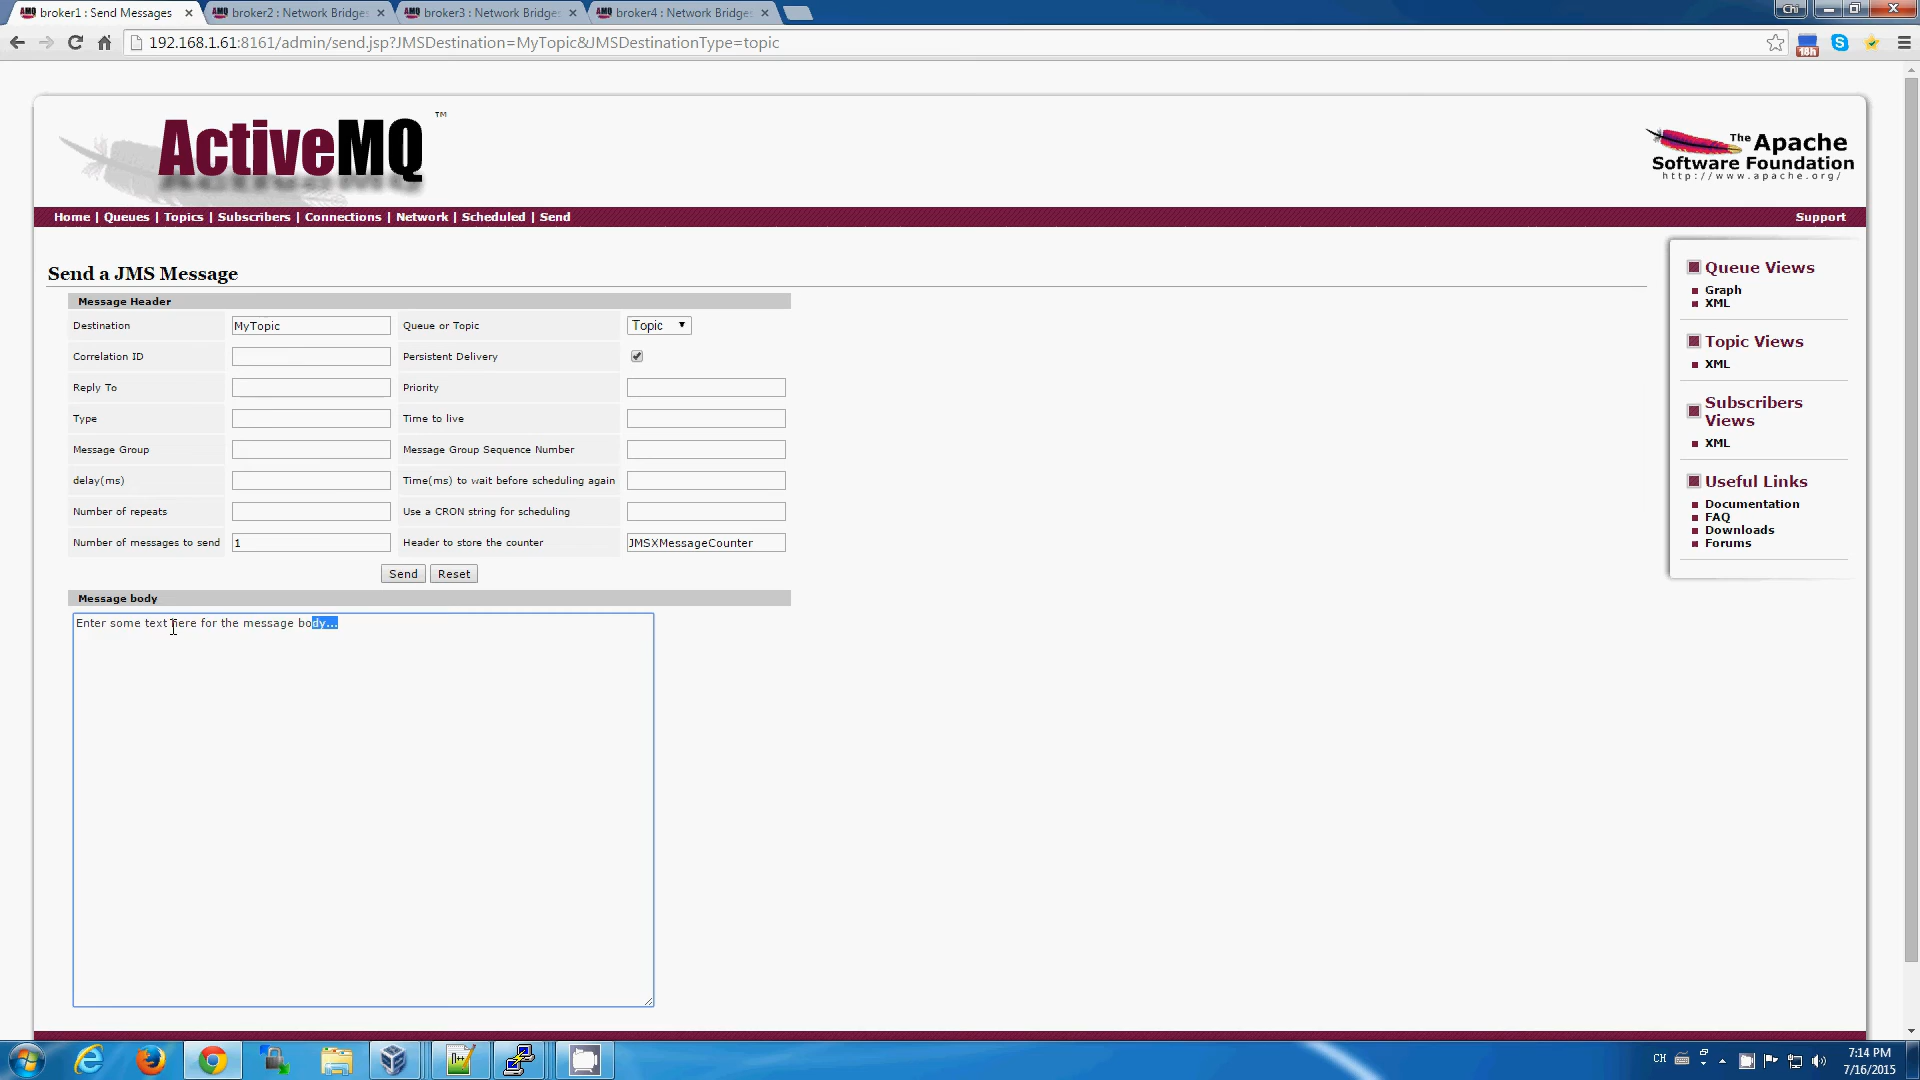 broker1 : Send Messages
broker2 : Network Bridge
broker3 : Network Bridge
broker4 : Network Bridge
Chi
192.168.1.61:8161/admin/send.jsp?JMSDestination=MyTopic&JMSDestinationType=topic
18h
ActiveMQ ™
The Apache
Software Foundation
http://www.apache.org/
Home | Queues | Topics | Subscribers | Connections | Network | Scheduled | Send
Support
Send a JMS Message
Message Header
Destination MyTopic Queue or Topic Topic
Correlation ID Persistent Delivery
Reply To Priority
Type Time to live
Message Group Message Group Sequence Number
delay(ms) Time(ms) to wait before scheduling again
Number of repeats Use a CRON string for scheduling
Number of messages to send 1 Header to store the counter JMSXMessageCounter
Send Reset
Message body
Enter some text here for the message body...
Queue Views
Graph
XML
Topic Views
XML
Subscribers
Views
XML
Useful Links
Documentation
FAQ
Downloads
Forums
CH
7:14 PM
7/16/2015